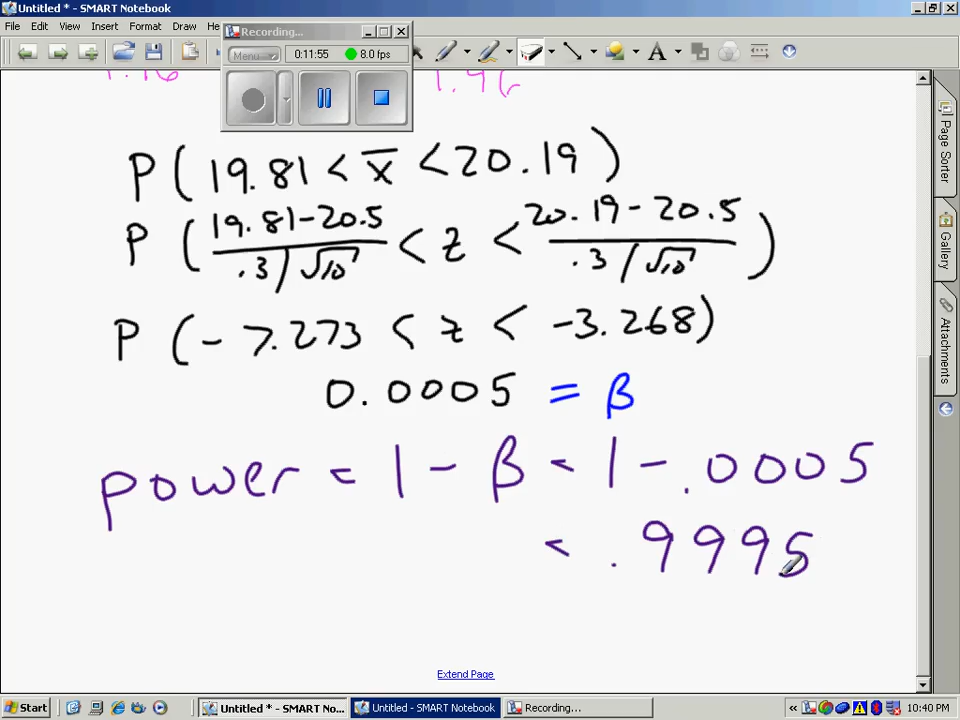 Untitled * - SMART Notebook
File Edit View Insert Format Draw He
Recording...
Menu 0:11:55 8.0 fps
1.96
P(19.81 < x̅ < 20.19)
P(19.81-20.5/.3/√10 < z < 20.19-20.5/.3/√10)
P(-7.273 < z < -3.268)
0.0005 = β
power = 1 - β = 1 - .0005
= .9995
Extend Page
Page Sorter
Gallery
Attachments
Start
Untitled * - SMART No...
Untitled - SMART Notebook
Recording...
10:40 PM